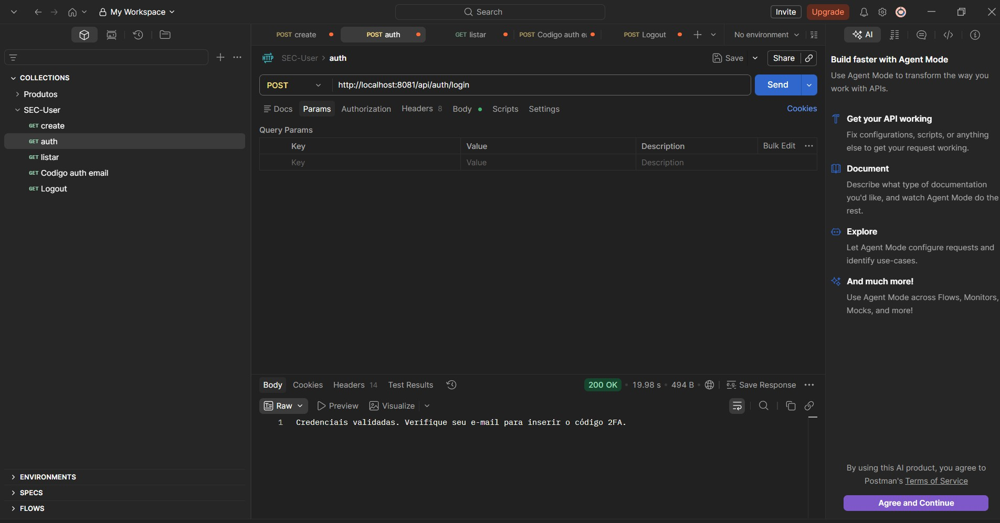 My Workspace
Search
Invite
Upgrade
POST create
POST auth
GET listar
POST Codigo auth ei
POST Logout
No environment
AI
SEC-User > auth
Save
Share
COLLECTIONS
Produtos
SEC-User
GET create
GET auth
GET listar
GET Codigo auth email
GET Logout
ENVIRONMENTS
SPECS
FLOWS
HTTP
POST
http://localhost:8081/api/auth/login
Send
Docs
Params
Authorization
Headers 8
Body
Scripts
Settings
Cookies
Query Params
Key Value Description Bulk Edit
Key Value Description
Body
Cookies
Headers 14
Test Results
200 OK
19.98 s
494 B
e.g. Save Response
Raw
Preview
Visualize
1 Credenciais validadas. Verifique seu e-mail para inserir o código 2FA.
Build faster with Agent Mode
Use Agent Mode to transform the way you
work with APIs.
Get your API working
Fix configurations, scripts, or anything
else to get your request working.
Document
Describe what type of documentation
you'd like, and watch Agent Mode do the
rest.
Explore
Let Agent Mode configure requests and
identify use-cases.
And much more!
Use Agent Mode across Flows, Monitors,
Mocks, and more!
By using this AI product, you agree to
Postman's Terms of Service
Agree and Continue